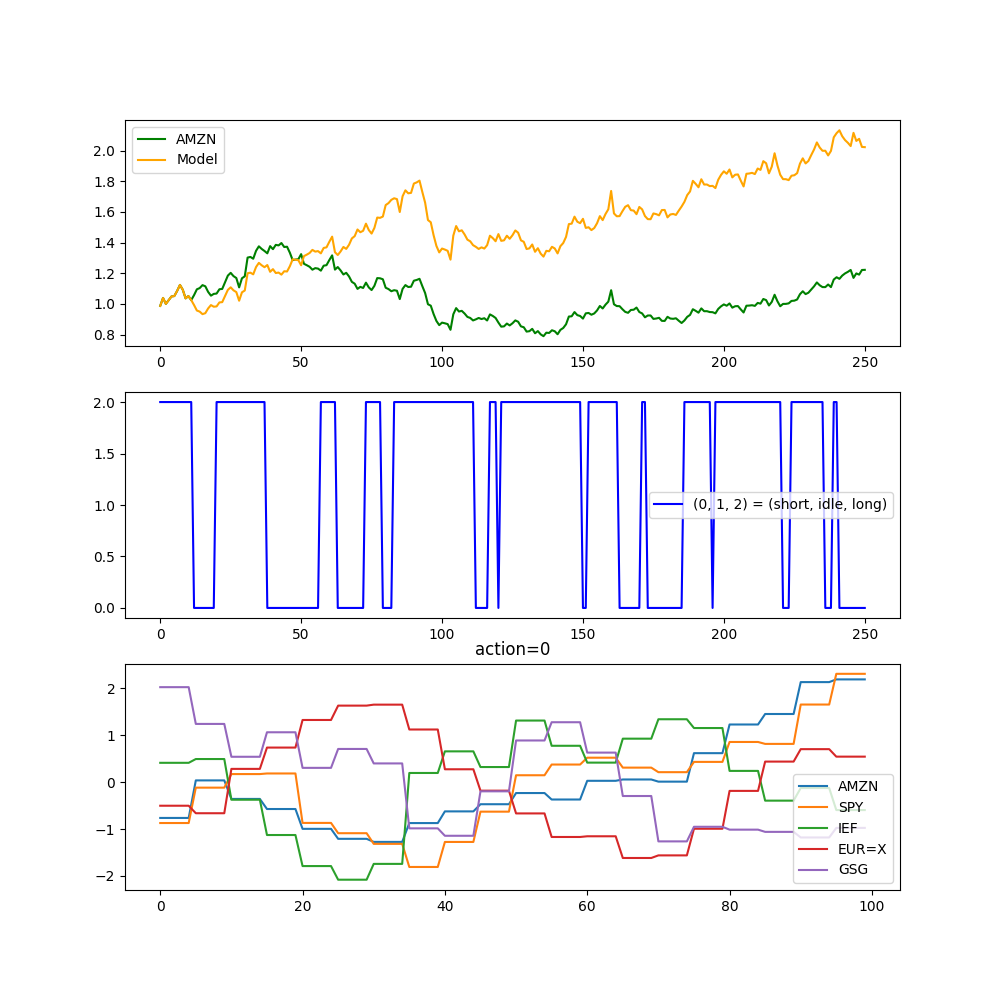 AMZN
Model
2.0
1.8
1.6
1.4
1.2
1.0
0.8
0 50 100 150 200 250
2.0
1.5
1.0
0.5
0.0
(0, 1, 2) = (short, idle, long)
0 50 100 150 200 250
action=0
2
1
0
−1
−2
AMZN
SPY
IEF
EUR=X
GSG
0 20 40 60 80 100